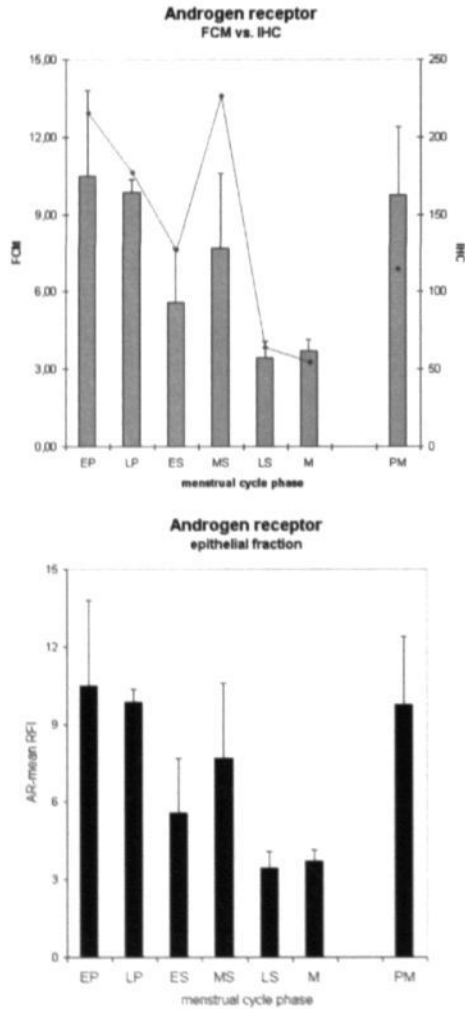 Androgen receptor
FCM vs. IHC
15,00
12,00
9,00
6,00
3,00
0,00
FCM
250
200
150
100
50
0
IHC
EP LP ES MS LS M PM
menstrual cycle phase
Androgen receptor
epithelial fraction
15
12
9
6
3
0
AR-mean RFI
EP LP ES MS LS M PM
menstrual cycle phase